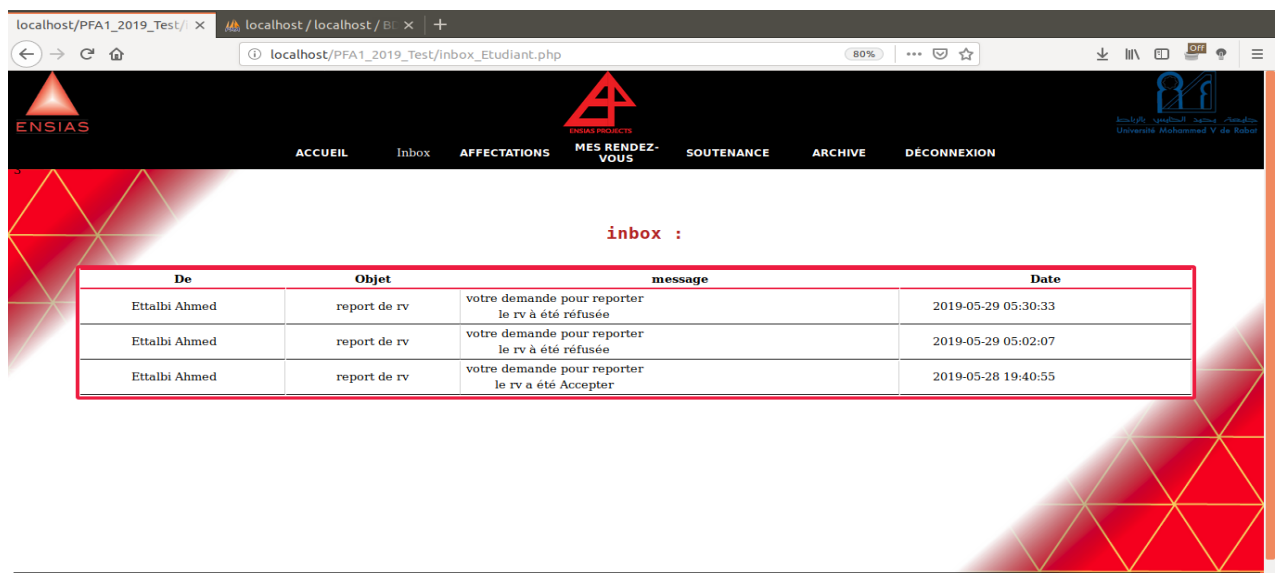 localhost/PFA1_2019_Test/i
localhost / localhost / BD
localhost/PFA1_2019_Test/inbox_Etudiant.php
80%
Off
ENSIAS
ENSIAS PROJECTS
جامعة محمد الخامس بالرباط
Université Mohammed V de Rabat
ACCUEIL Inbox AFFECTATIONS MES RENDEZ-
VOUS SOUTENANCE ARCHIVE DÉCONNEXION
inbox :
De Objet message Date
Ettalbi Ahmed report de rv votre demande pour reporter
le rv à été réfusée 2019-05-29 05:30:33
Ettalbi Ahmed report de rv votre demande pour reporter
le rv à été réfusée 2019-05-29 05:02:07
Ettalbi Ahmed report de rv votre demande pour reporter
le rv a été Accepter 2019-05-28 19:40:55